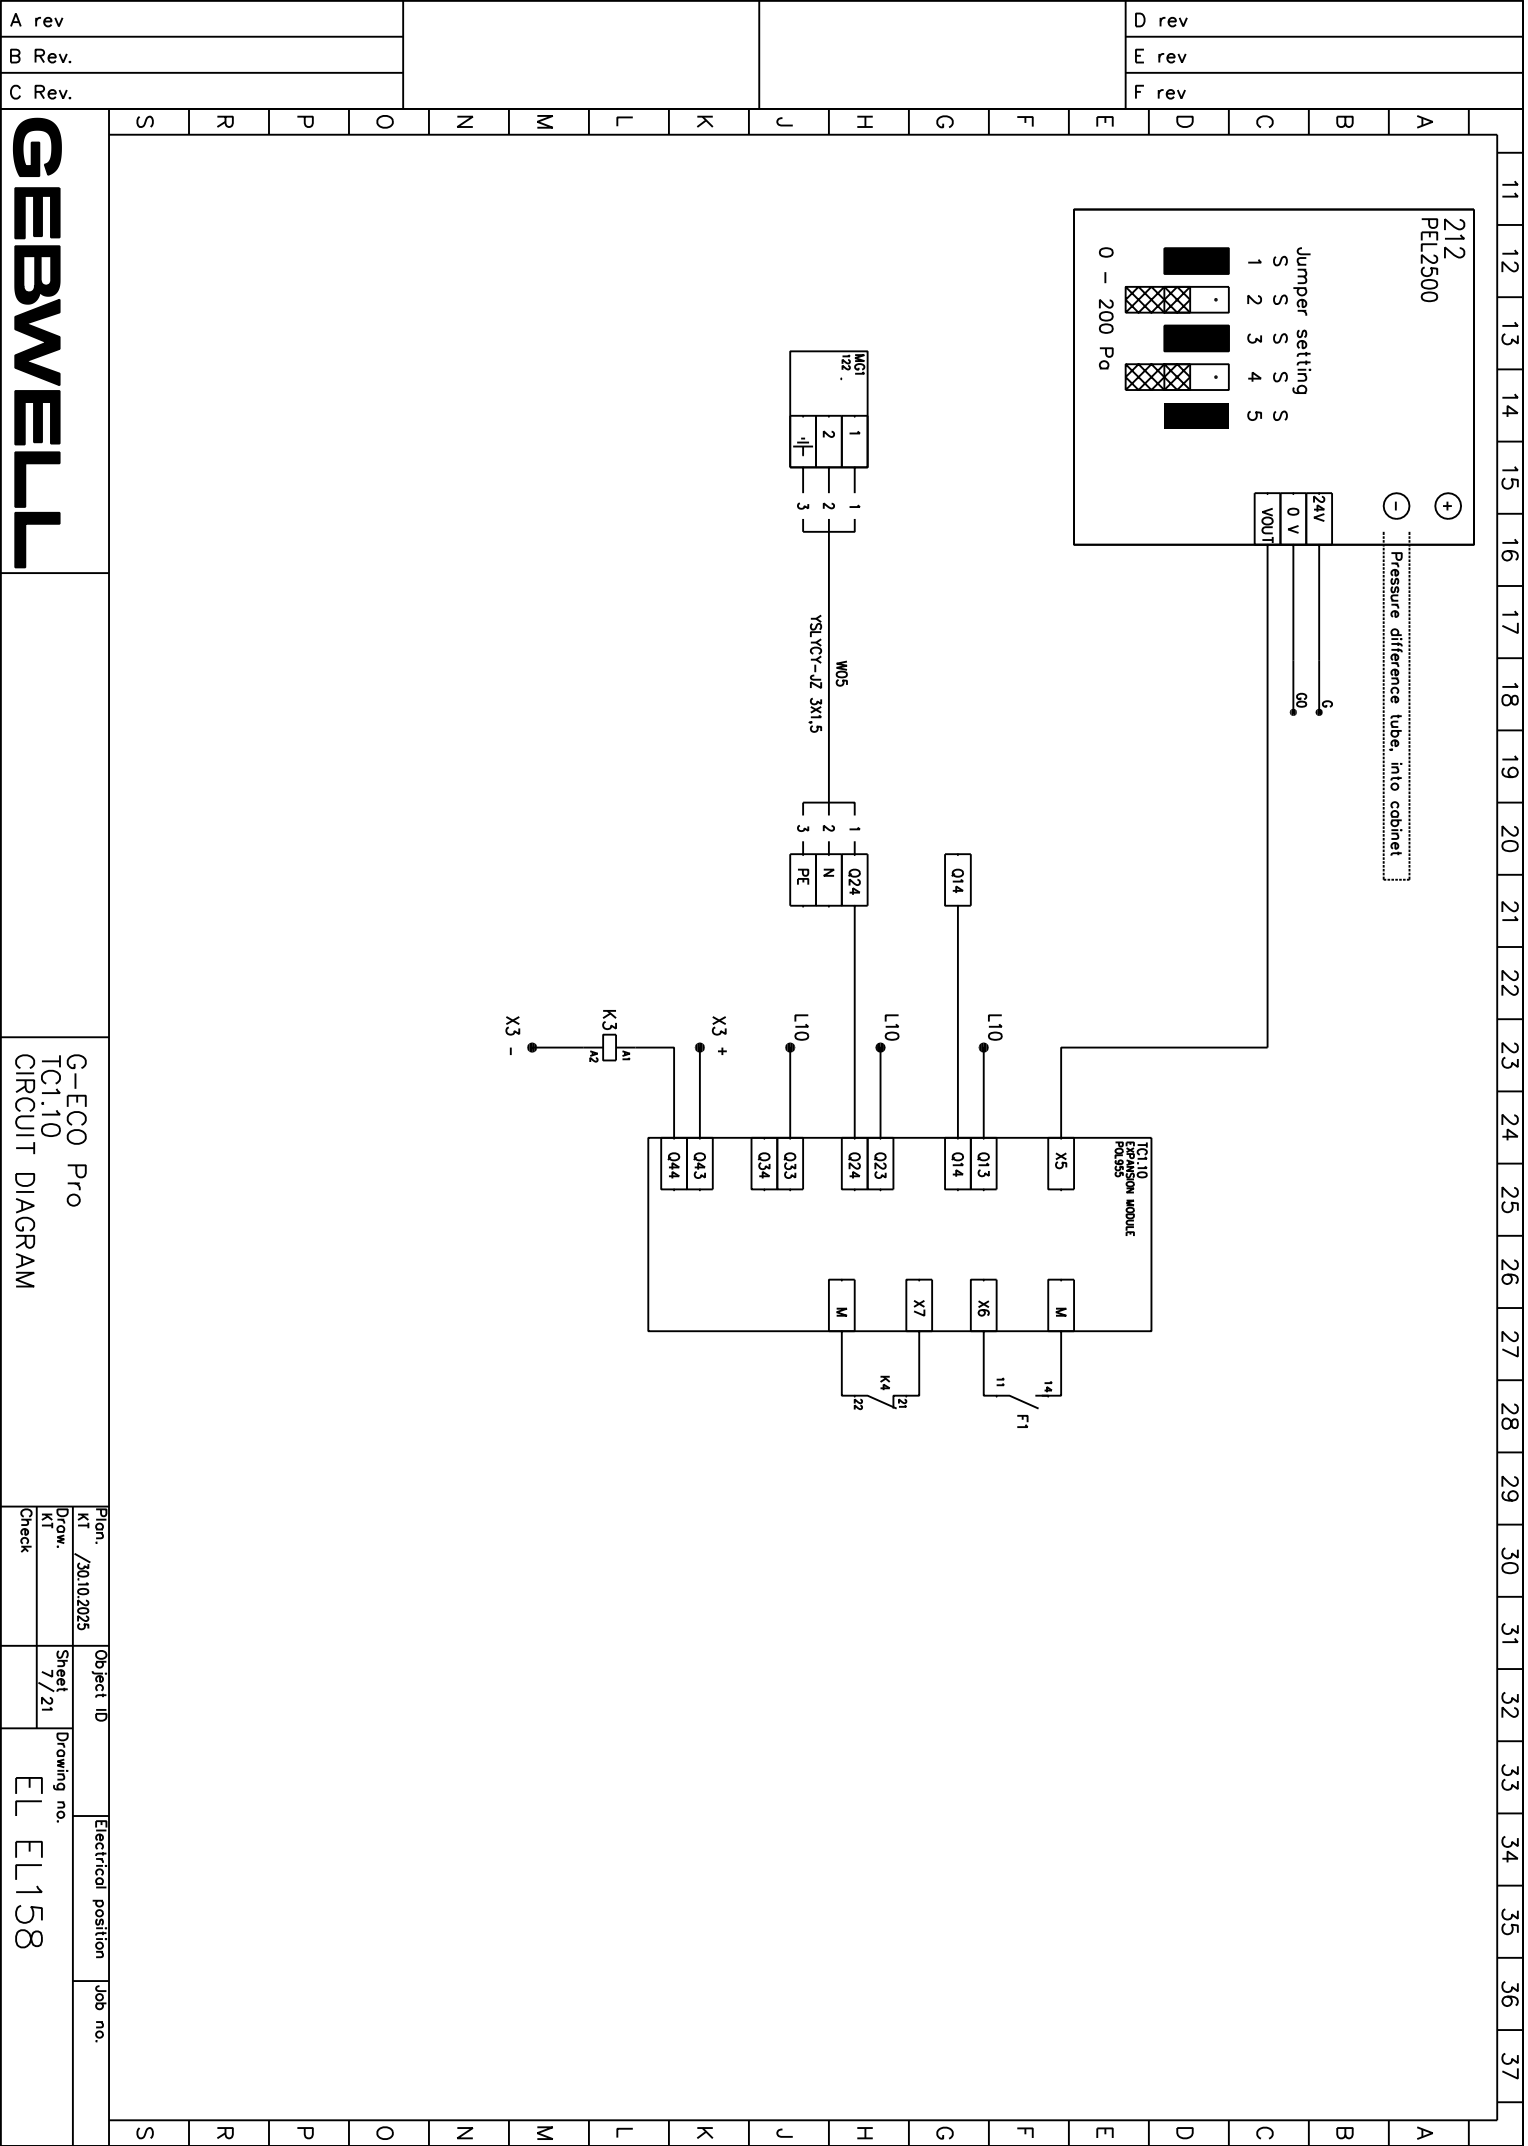 A rev
B Rev.
C Rev.
D rev
E rev
F rev
S R P O N M L K J H G F E D C B A
11 12 13 14 15 16 17 18 19 20 21 22 23 24 25 26 27 28 29 30 31 32 33 34 35 36 37
212
PEL2500
Jumper setting
S S S S S
1 2 3 4 5
0 - 200 Pa
+
-
24V
0 V
VOUT
Pressure difference tube, into cabinet
G
G0
MG1
122 .
1
2
1
2
3
W05
YSLYCY-JZ 3X1,5
1
2
3
Q24
N
PE
Q14
L10
L10
L10
X3 +
K3
A1
A2
X3 -
TC1.10
EXPANSION MODULE
POL955
X5
Q13
Q14
Q23
Q24
Q33
Q34
Q43
Q44
M
X6
X7
M
14
11
F1
21
K4
22
S R P O N M L K J H G F E D C B A
GEBWELL
G-ECO Pro
TC1.10
CIRCUIT DIAGRAM
Plan.
KT /30.10.2025
Draw.
KT
Check
Object ID
Sheet
7/21
Electrical position
Job no.
Drawing no.
EL EL158